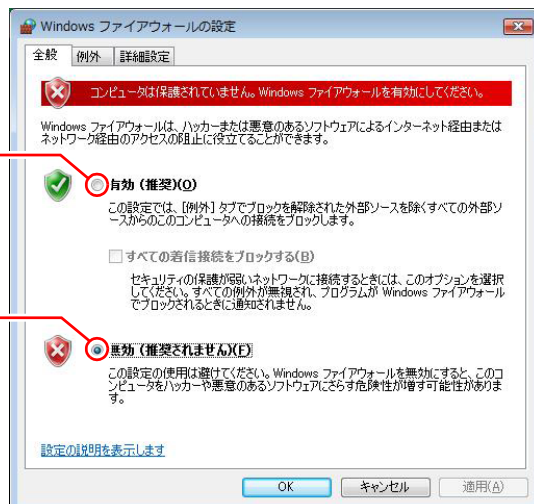 Windows ファイアウォールの設定
全般 例外 詳細設定
コンピュータは保護されていません。Windows ファイアウォールを有効にしてください。
Windows ファイアウォールは、ハッカーまたは悪意のあるソフトウェアによるインターネット経由または
ネットワーク経由のアクセスの阻止に役立てることができます。
有効 (推奨)(O)
この設定では、[例外] タブでブロックを解除された外部ソースを除くすべての外部ソ
ースからのこのコンピュータへの接続をブロックします。
すべての着信接続をブロックする(B)
セキュリティの保護が弱いネットワークに接続するときには、このオプションを選択
してください。すべての例外が無視され、プログラムが Windows ファイアウォール
でブロックされるときに通知されません。
無効 (推奨されません)(F)
この設定の使用は避けてください。Windows ファイアウォールを無効にすると、このコ
ンピュータをハッカーや悪意のあるソフトウェアにさらす危険性が増す可能性がありま
す。
設定の説明を表示します
OK キャンセル 適用(A)